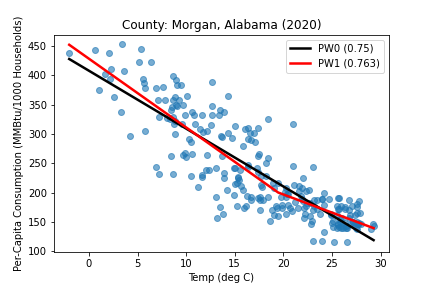 County: Morgan, Alabama (2020)
Per-Capita Consumption (MMBtu/1000 Households)
450
400
350
300
250
200
150
100
PW0 (0.75)
PW1 (0.763)
0 5 10 15 20 25 30
Temp (deg C)